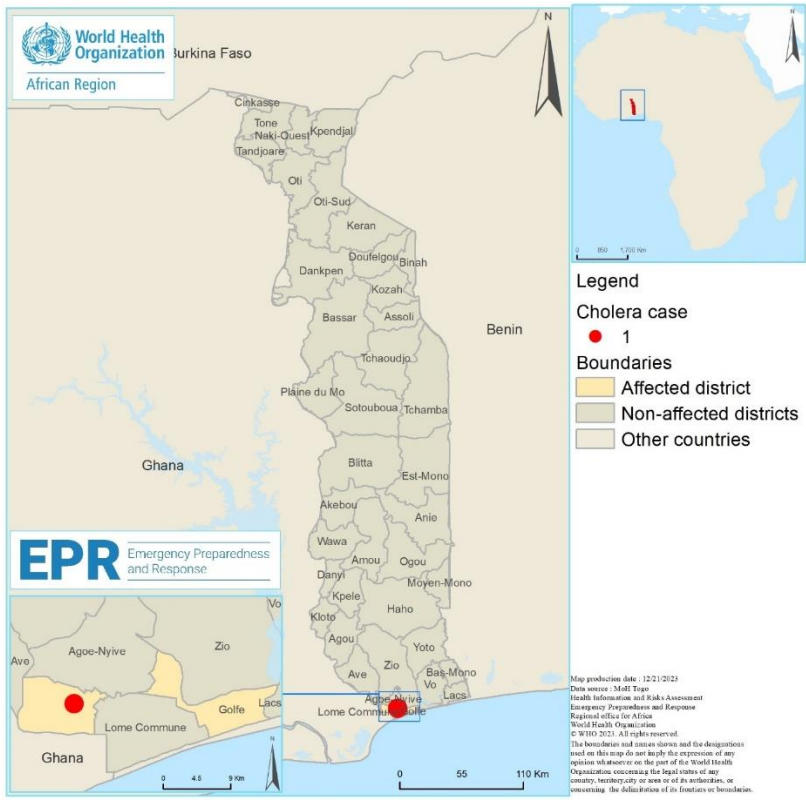 World Health
Organization
African Region
Burkina Faso
N
N
0 850 1,700 Km
Cinkasse
Tone
Naki-Ouest
Kpendjal
Tandjoare
Oti
Oti-Sud
Keran
Doufelgou
Binah
Dankpen
Kozah
Bassar
Assoli
Benin
Tchaoudjo
Plaine du Mo
Sotouboua
Tchamba
Blitta
Est-Mono
Ghana
Akebou
Anie
Wawa
Amou
Ogou
Danyi
Moyen-Mono
Kpele
Haho
Kloto
Agou
Yoto
Ave
Zio
Bas-Mono
Vo
Lacs
Agoe-Nyive
Lome Commune
Golfe
0 55 110 Km
Legend
Cholera case
1
Boundaries
Affected district
Non-affected districts
Other countries
EPR
Emergency Preparedness
and Response
Vo
Zio
Agoe-Nyive
Ave
Golfe
Lacs
Lome Commune
Ghana
N
0 4.5 9 Km
Map production date : 12/21/2023
Data source : MoH Togo
Health Information and Risks Assessment
Emergency Preparedness and Response
Regional office for Africa
World Health Organization
© WHO 2023. All rights reserved.
The boundaries and names shown and the designations
used on this map do not imply the expression of any
opinion whatsoever on the part of the World Health
Organization concerning the legal status of any
country, territory,city or area or of its authorities, or
concerning the delimitation of its frontiers or boundaries.